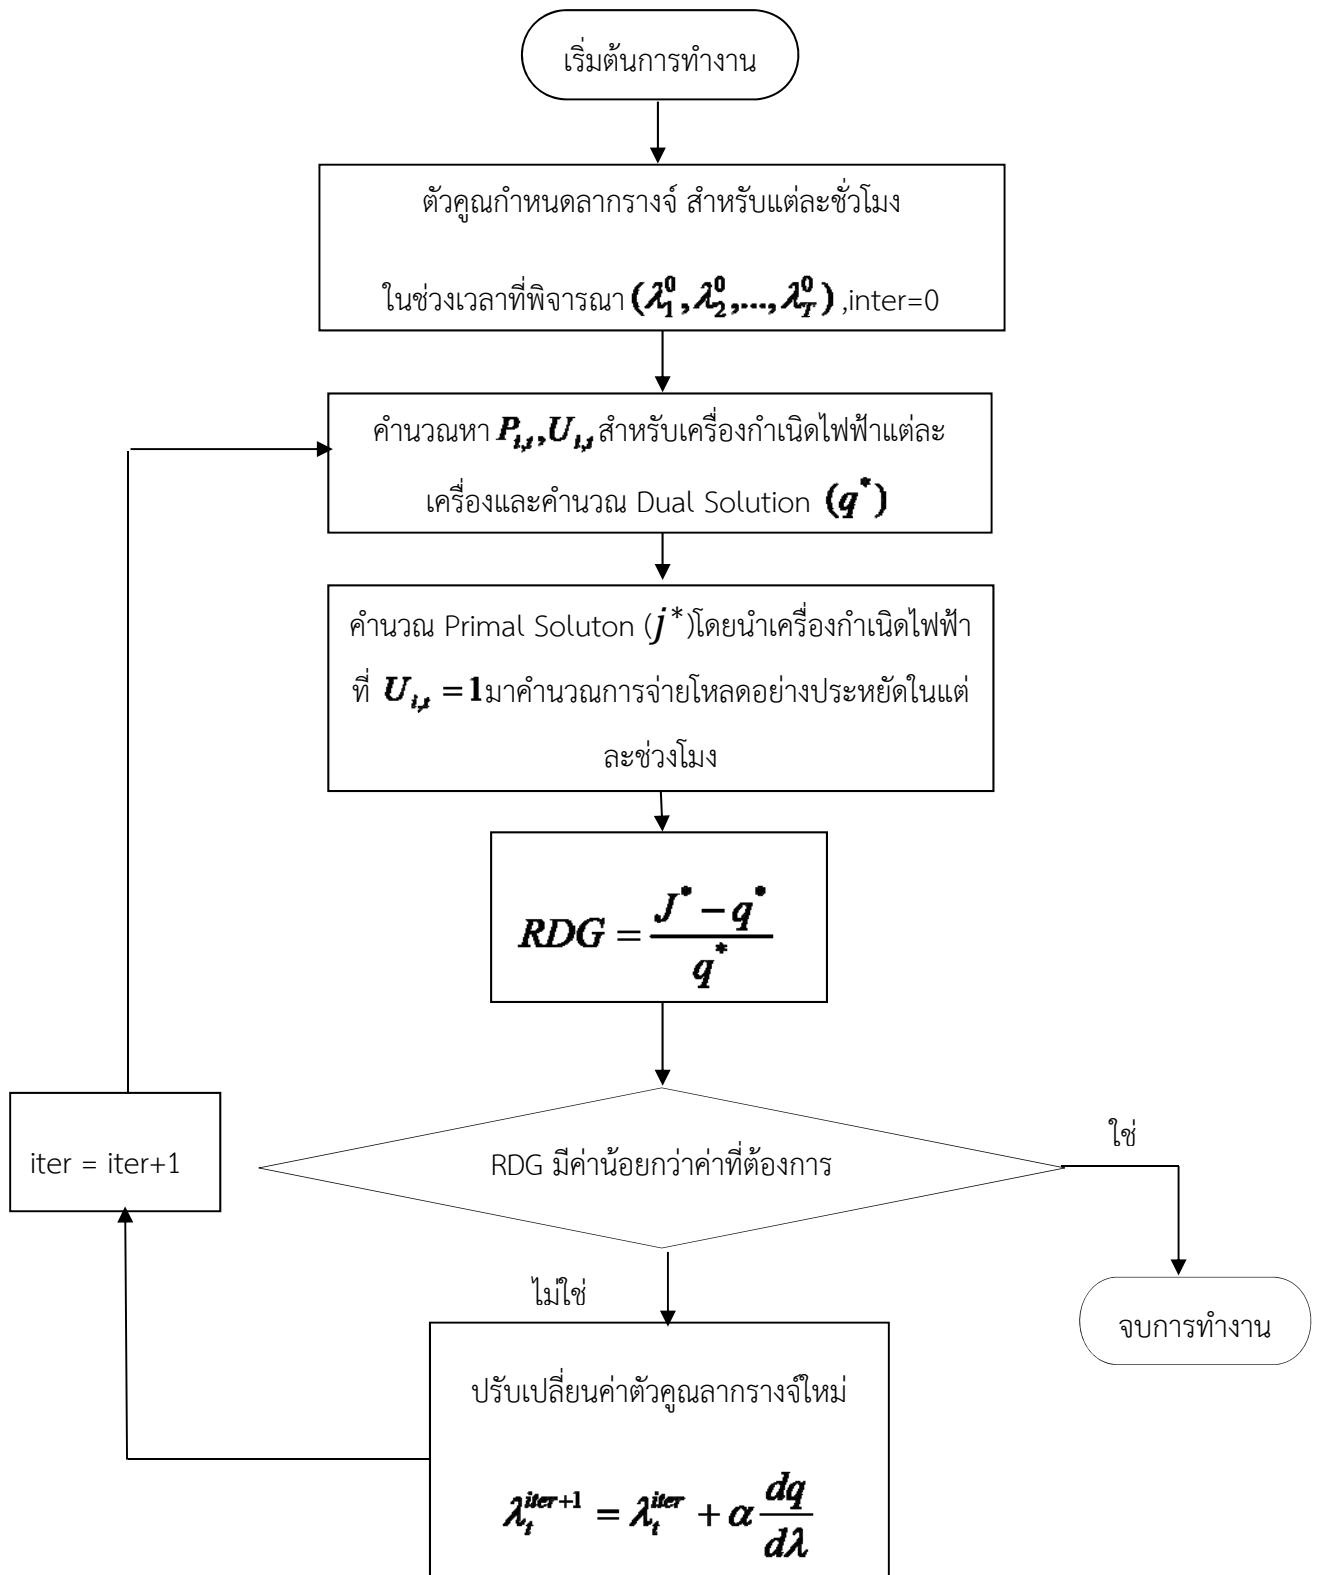 เริ่มต้นการทำงาน
ตัวคูณกำหนดลากรางจ์ สำหรับแต่ละชั่วโมง
ในช่วงเวลาที่พิจารณา (λ₁⁰, λ₂⁰,..., λ_T⁰) ,inter=0
คำนวณหา P_{i,t}, U_{i,t} สำหรับเครื่องกำเนิดไฟฟ้าแต่ละ
เครื่องและคำนวณ Dual Solution (q*)
คำนวณ Primal Soluton (j*)โดยนำเครื่องกำเนิดไฟฟ้า
ที่ U_{i,t} = 1มาคำนวณการจ่ายโหลดอย่างประหยัดในแต่
ละช่วงโมง
RDG = (J* − q*) / q*
RDG มีค่าน้อยกว่าค่าที่ต้องการ
ใช่
จบการทำงาน
ไม่ใช่
ปรับเปลี่ยนค่าตัวคูณลากรางจ์ใหม่
λ_t^{iter+1} = λ_t^{iter} + α dq/dλ
iter = iter+1